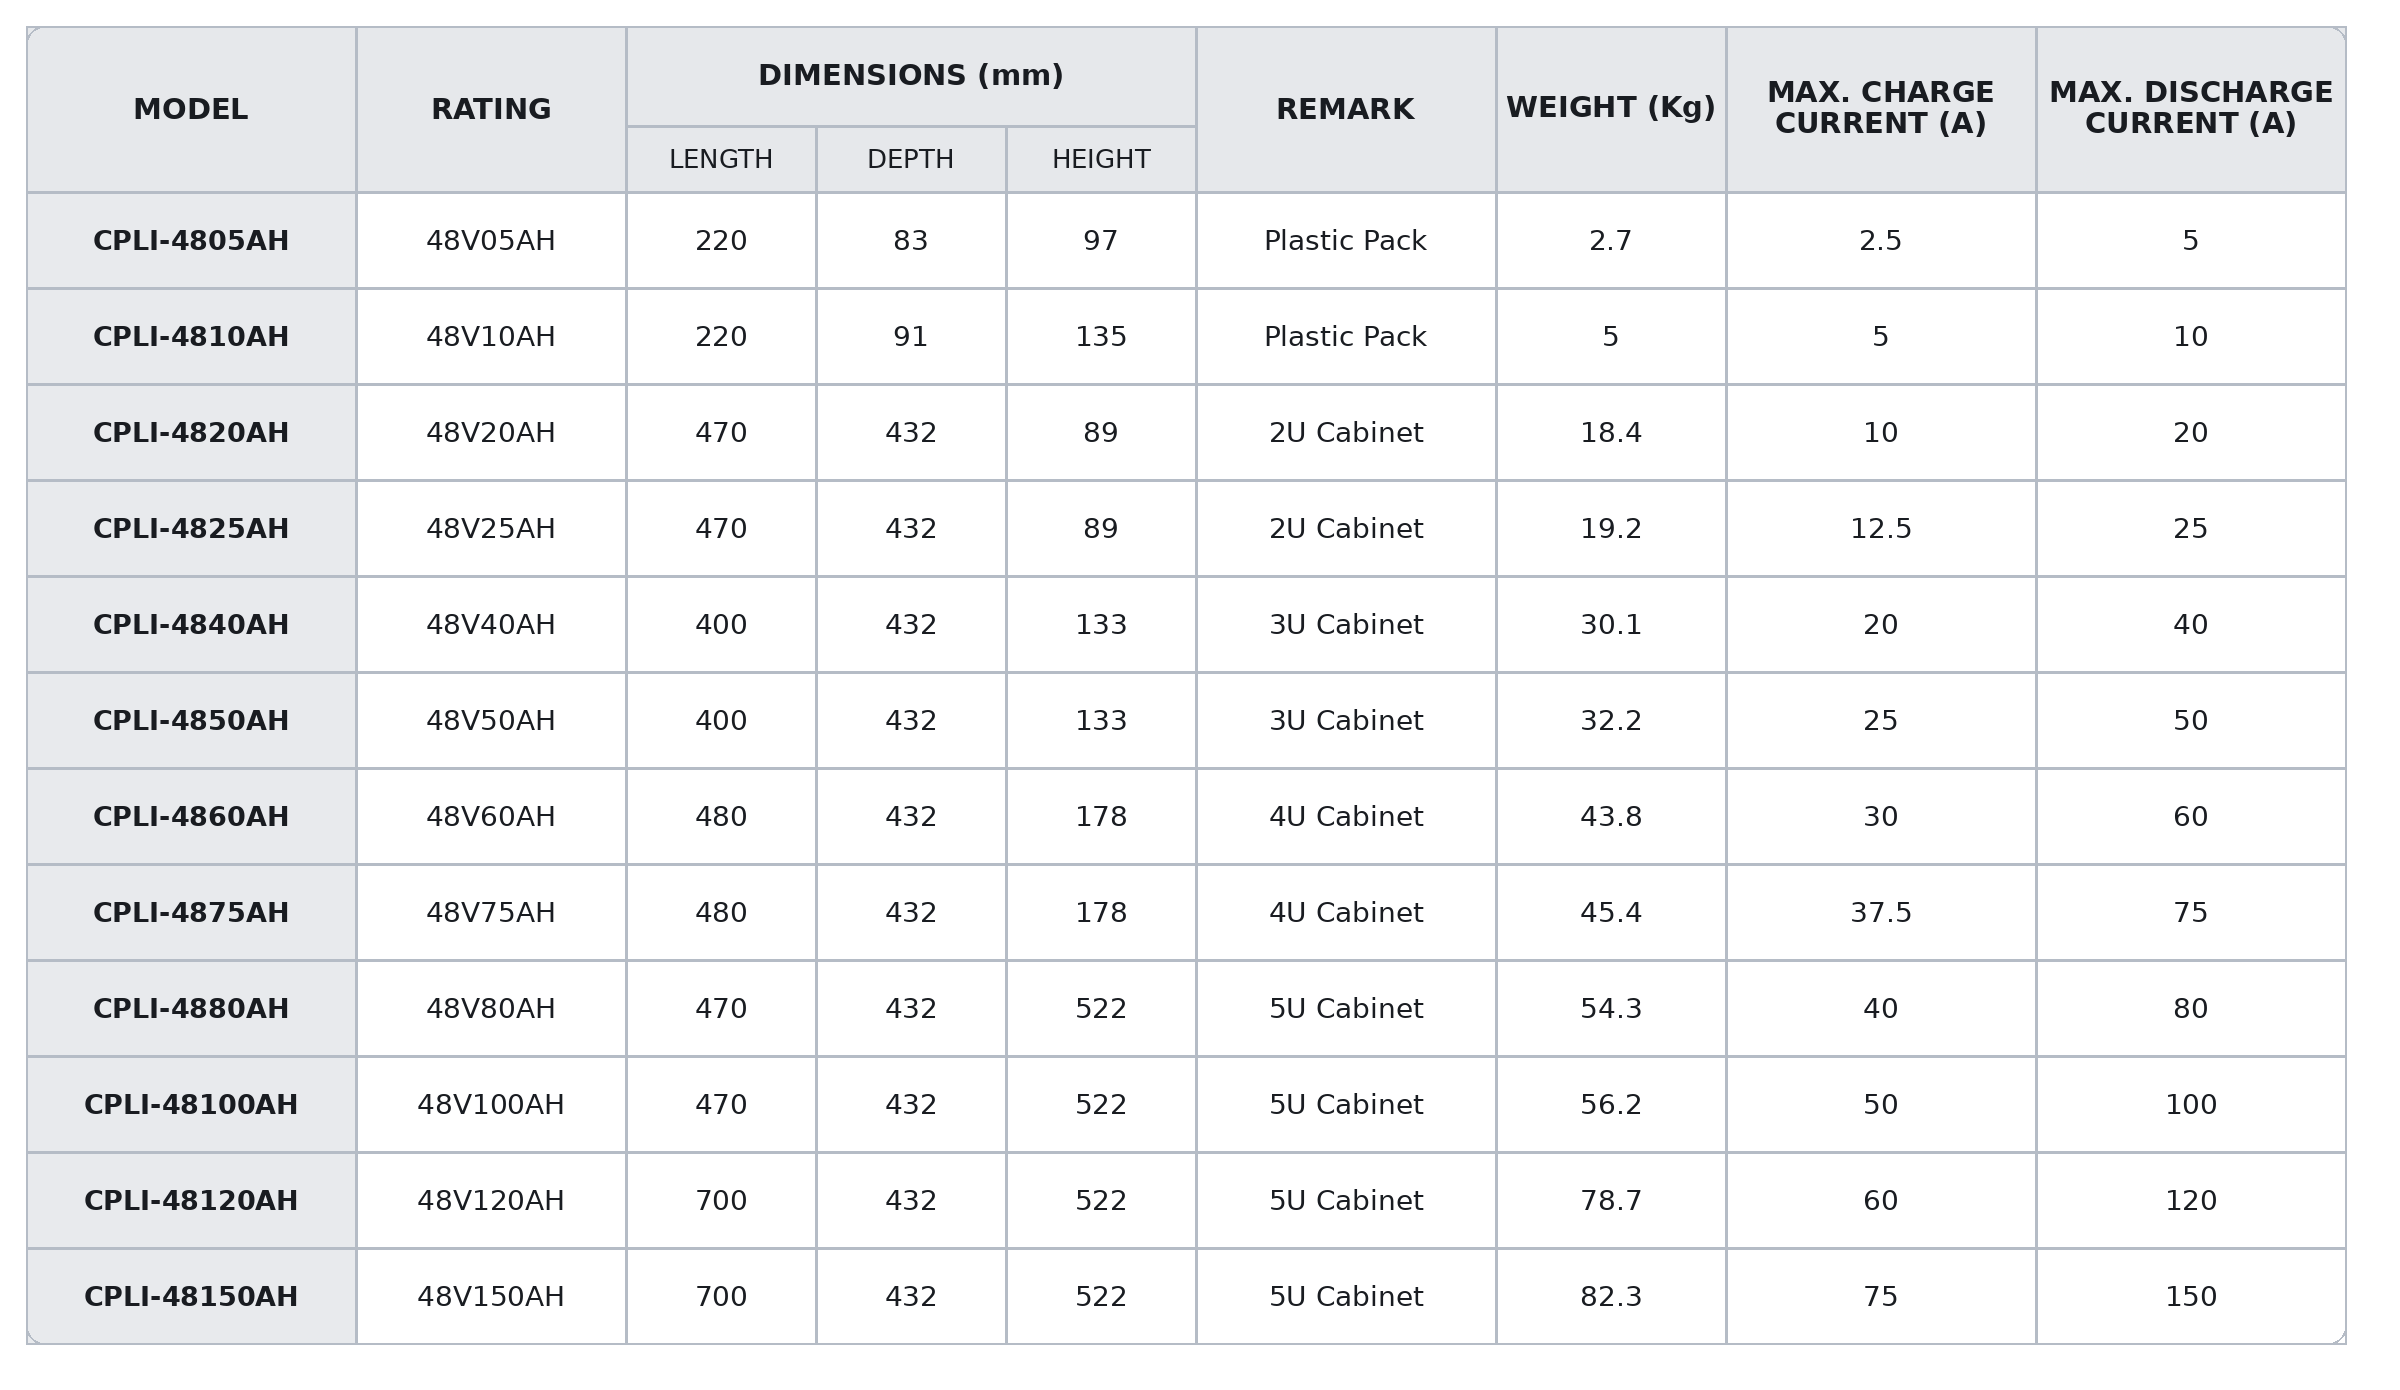 MODEL RATING DIMENSIONS (mm) REMARK WEIGHT (Kg) MAX. CHARGE CURRENT (A) MAX. DISCHARGE CURRENT (A)
LENGTH DEPTH HEIGHT
CPLI-4805AH 48V05AH 220 83 97 Plastic Pack 2.7 2.5 5
CPLI-4810AH 48V10AH 220 91 135 Plastic Pack 5 5 10
CPLI-4820AH 48V20AH 470 432 89 2U Cabinet 18.4 10 20
CPLI-4825AH 48V25AH 470 432 89 2U Cabinet 19.2 12.5 25
CPLI-4840AH 48V40AH 400 432 133 3U Cabinet 30.1 20 40
CPLI-4850AH 48V50AH 400 432 133 3U Cabinet 32.2 25 50
CPLI-4860AH 48V60AH 480 432 178 4U Cabinet 43.8 30 60
CPLI-4875AH 48V75AH 480 432 178 4U Cabinet 45.4 37.5 75
CPLI-4880AH 48V80AH 470 432 522 5U Cabinet 54.3 40 80
CPLI-48100AH 48V100AH 470 432 522 5U Cabinet 56.2 50 100
CPLI-48120AH 48V120AH 700 432 522 5U Cabinet 78.7 60 120
CPLI-48150AH 48V150AH 700 432 522 5U Cabinet 82.3 75 150